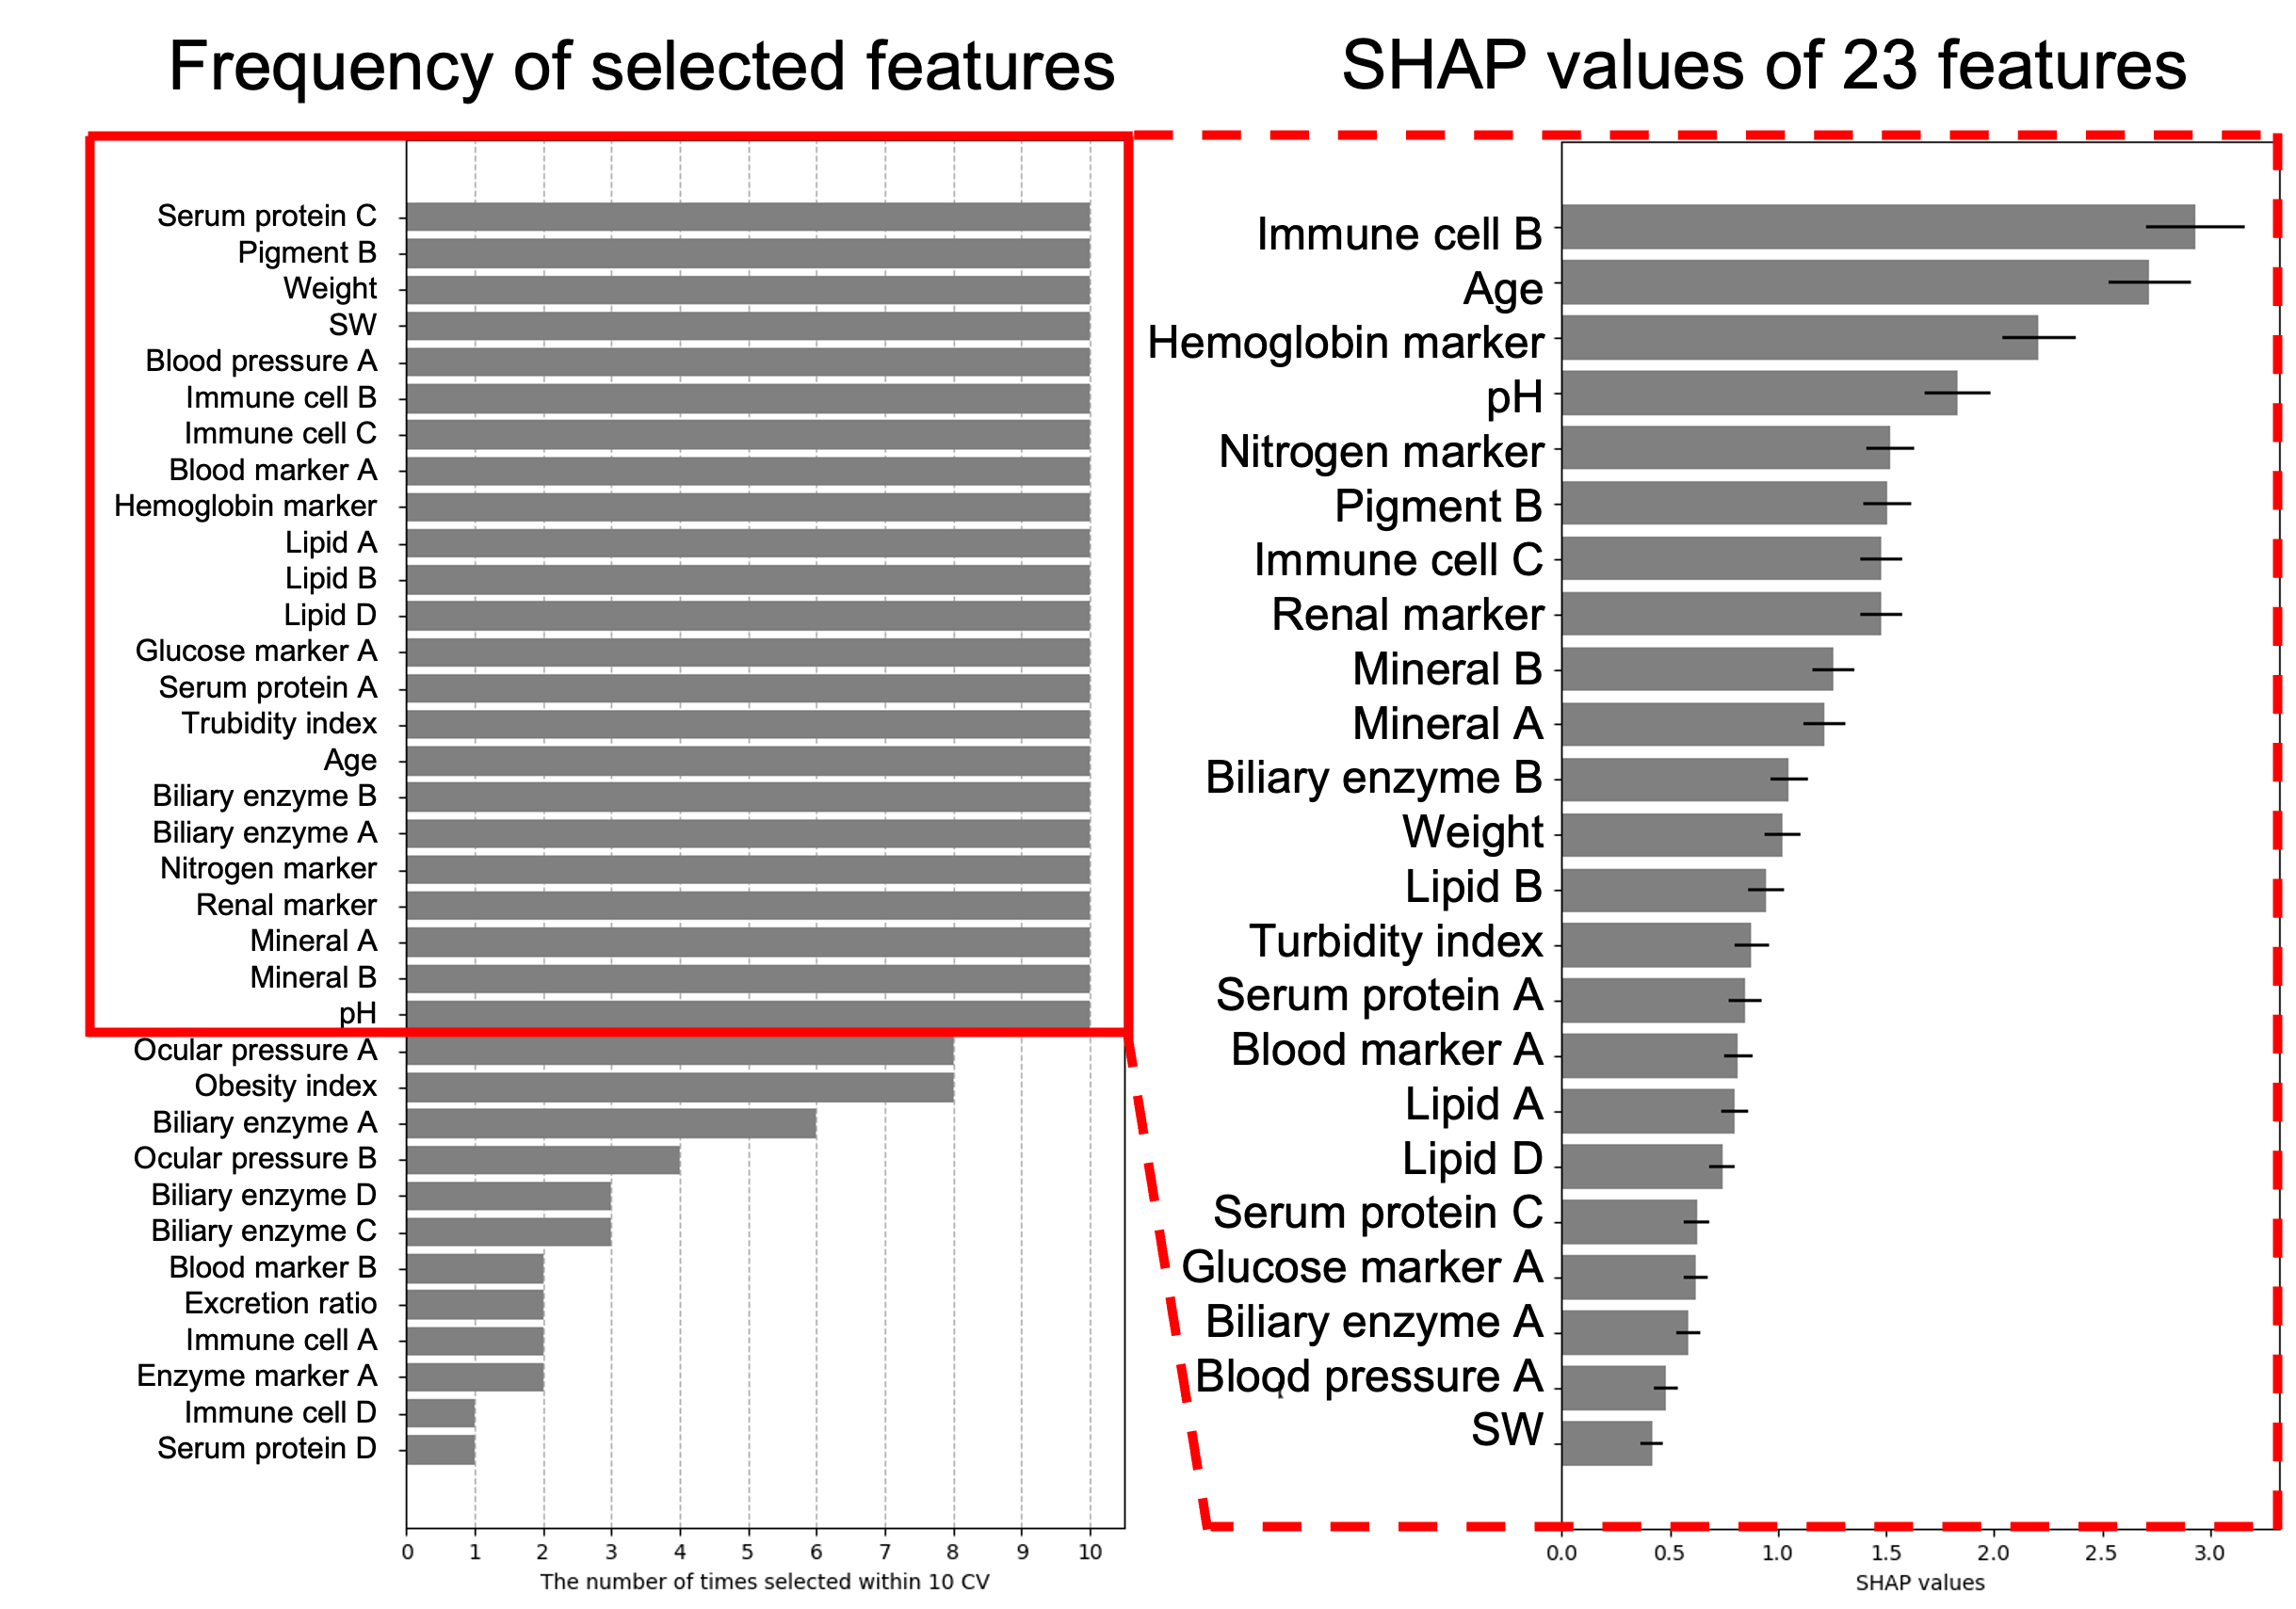 Frequency of selected features
Serum protein C
Pigment B
Weight
SW
Blood pressure A
Immune cell B
Immune cell C
Blood marker A
Hemoglobin marker
Lipid A
Lipid B
Lipid D
Glucose marker A
Serum protein A
Trubidity index
Age
Biliary enzyme B
Biliary enzyme A
Nitrogen marker
Renal marker
Mineral A
Mineral B
pH
Ocular pressure A
Obesity index
Biliary enzyme A
Ocular pressure B
Biliary enzyme D
Biliary enzyme C
Blood marker B
Excretion ratio
Immune cell A
Enzyme marker A
Immune cell D
Serum protein D
0 1 2 3 4 5 6 7 8 9 10
The number of times selected within 10 CV
SHAP values of 23 features
Immune cell B
Age
Hemoglobin marker
pH
Nitrogen marker
Pigment B
Immune cell C
Renal marker
Mineral B
Mineral A
Biliary enzyme B
Weight
Lipid B
Turbidity index
Serum protein A
Blood marker A
Lipid A
Lipid D
Serum protein C
Glucose marker A
Biliary enzyme A
Blood pressure A
SW
0.0 0.5 1.0 1.5 2.0 2.5 3.0
SHAP values